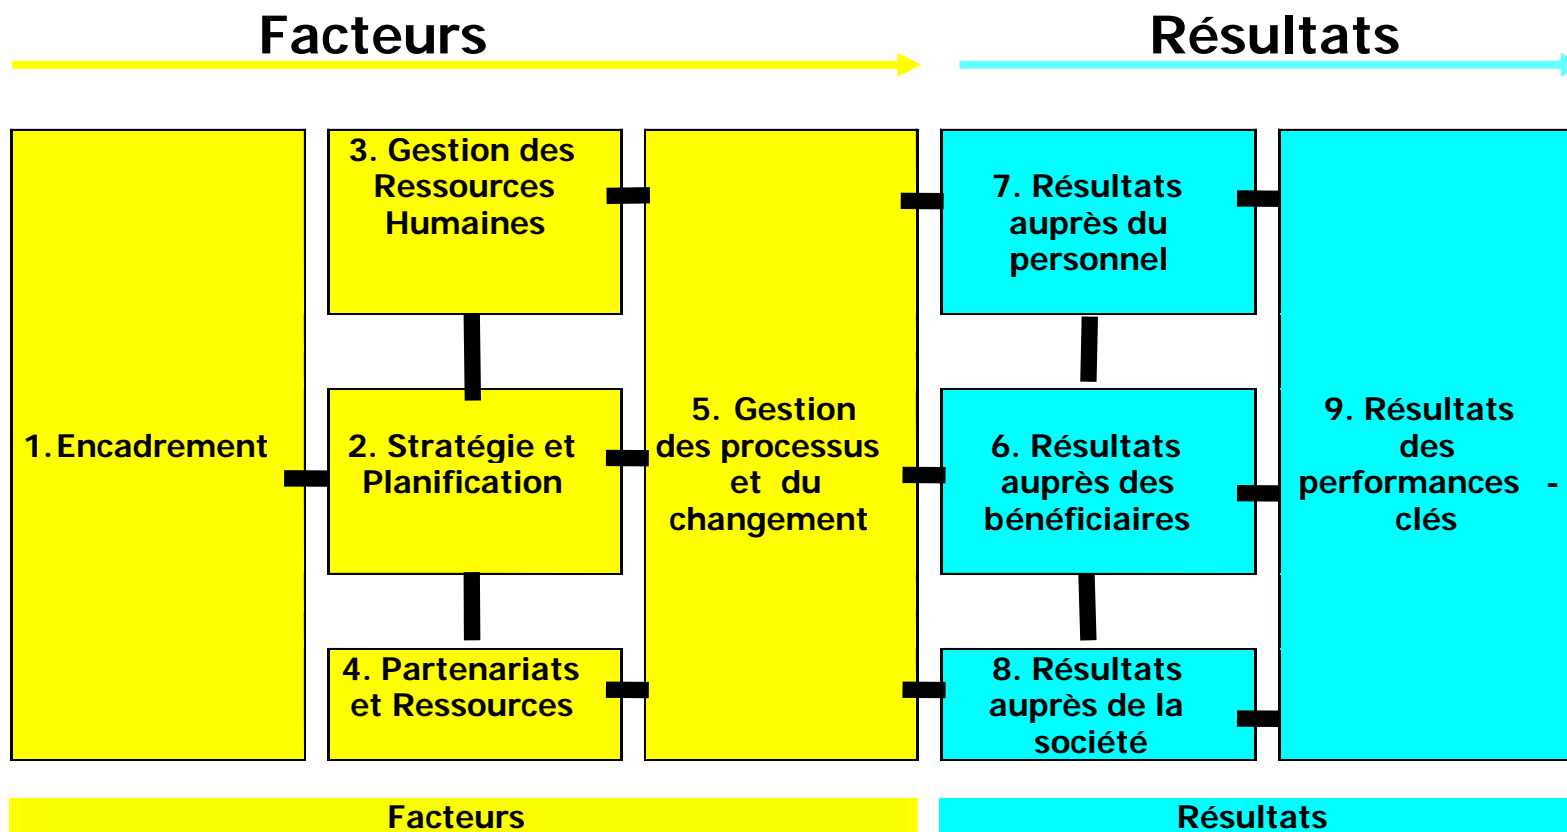 Facteurs
Résultats
1. Encadrement
3. Gestion des
Ressources
Humaines
2. Stratégie et
Planification
4. Partenariats
et Ressources
5. Gestion
des processus
et du
changement
7. Résultats
auprès du
personnel
6. Résultats
auprès des
bénéficiaires
8. Résultats
auprès de la
société
9. Résultats
des
performances -
clés
Facteurs
Résultats